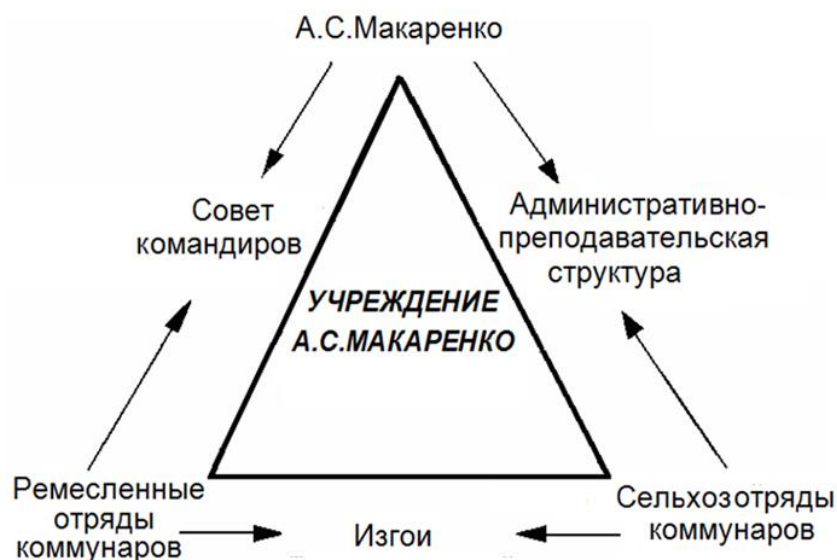 А.С.Макаренко
Совет
командиров
Административно-
преподавательская
структура
УЧРЕЖДЕНИЕ
А.С.МАКАРЕНКО
Ремесленные
отряды
коммунаров
Изгои
Сельхозотряды
коммунаров